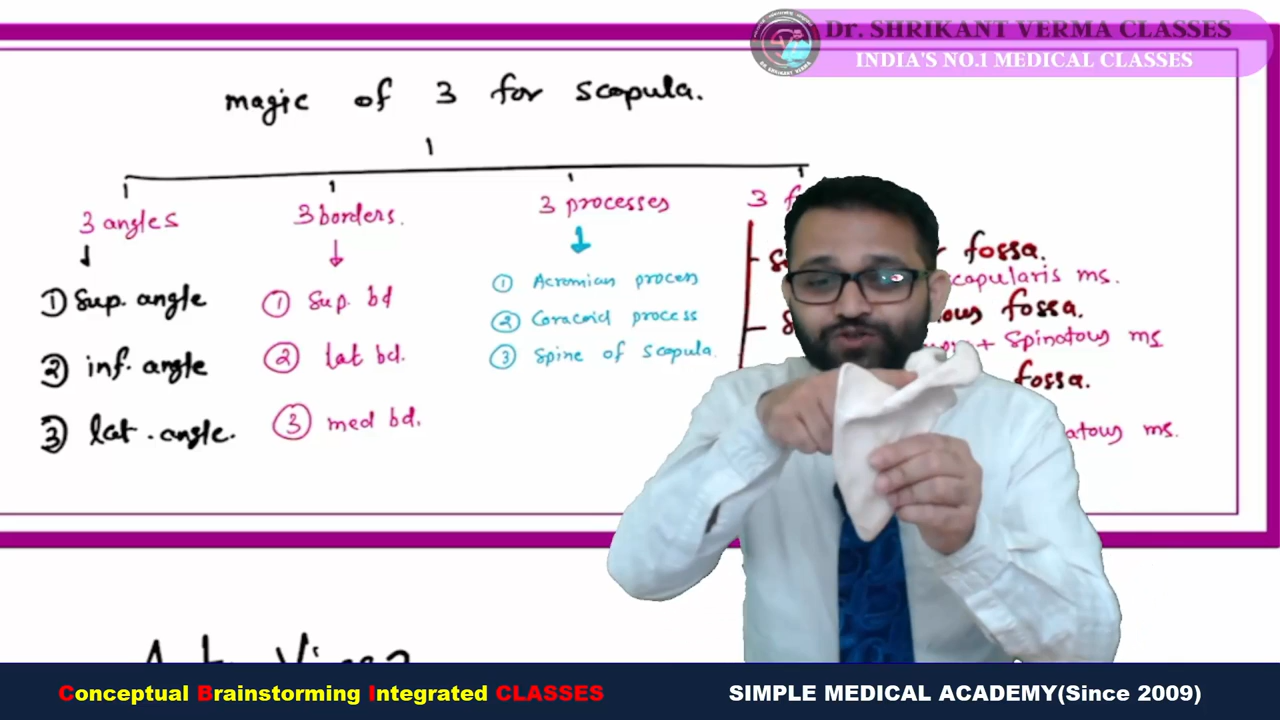 Dr. SHRIKANT VERMA CLASSES
INDIA'S NO.1 MEDICAL CLASSES
magic of 3 for scapula.
3 angles
① Sup. angle
② inf. angle
③ lat. angle.
3 borders.
① Sup. bd
② lat bd.
③ med bd.
3 processes
① Acromian process
② Coracoid process
③ Spine of scapula.
3 f
fossa.
scapularis ms.
fossa.
+ Spinatous ms
fossa.
ms.
Conceptual Brainstorming Integrated CLASSES
SIMPLE MEDICAL ACADEMY(Since 2009)